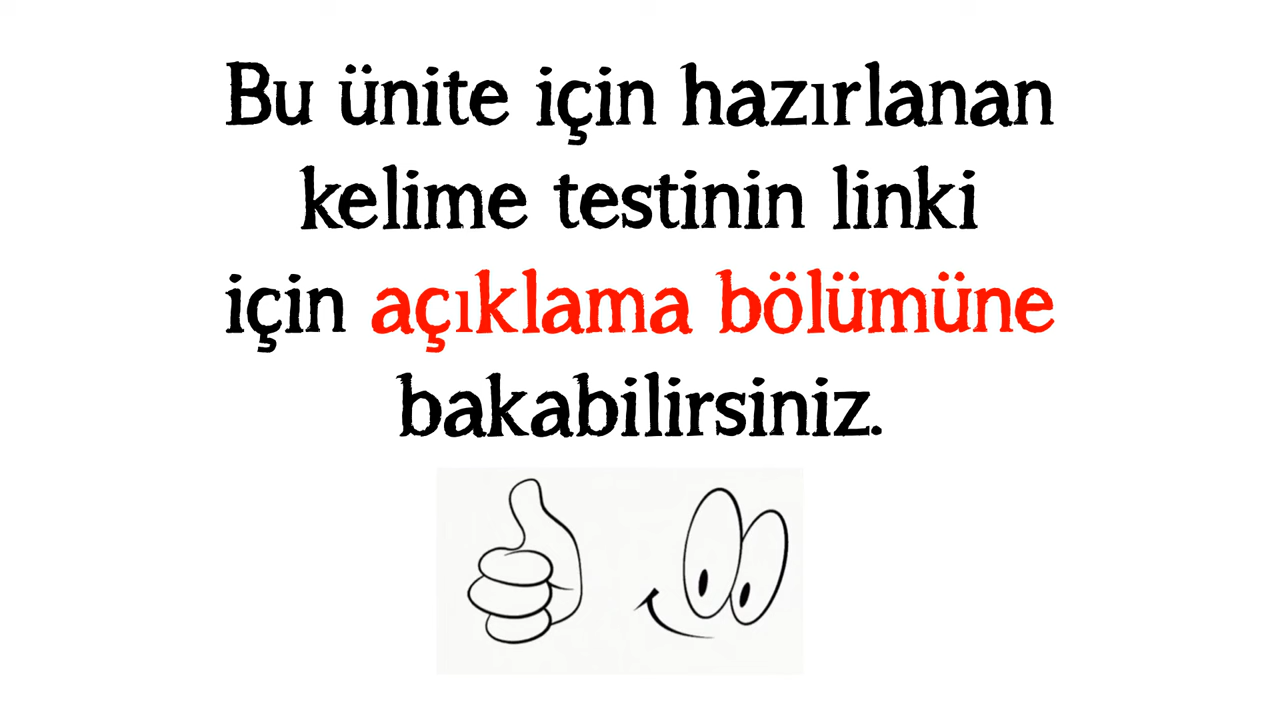 Bu ünite için hazırlanan
kelime testinin linki
için açıklama bölümüne
bakabilirsiniz.